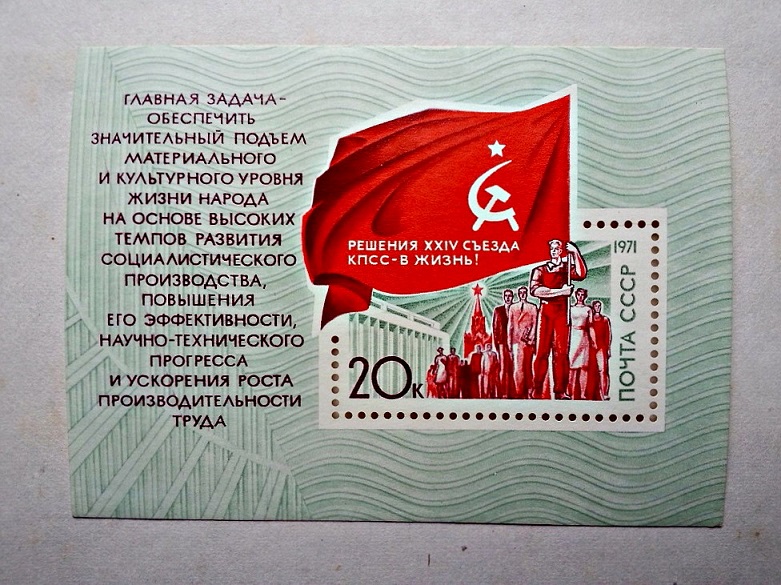 ГЛАВНАЯ ЗАДАЧА-
ОБЕСПЕЧИТЬ
ЗНАЧИТЕЛЬНЫЙ ПОДЪЕМ
МАТЕРИАЛЬНОГО
И КУЛЬТУРНОГО УРОВНЯ
ЖИЗНИ НАРОДА
НА ОСНОВЕ ВЫСОКИХ
ТЕМПОВ РАЗВИТИЯ
СОЦИАЛИСТИЧЕСКОГО
ПРОИЗВОДСТВА,
ПОВЫШЕНИЯ
ЕГО ЭФФЕКТИВНОСТИ,
НАУЧНО-ТЕХНИЧЕСКОГО
ПРОГРЕССА
И УСКОРЕНИЯ РОСТА
ПРОИЗВОДИТЕЛЬНОСТИ
ТРУДА
РЕШЕНИЯ XXIV СЪЕЗДА
КПСС-В ЖИЗНЬ!
1971
ПОЧТА СССР
20к